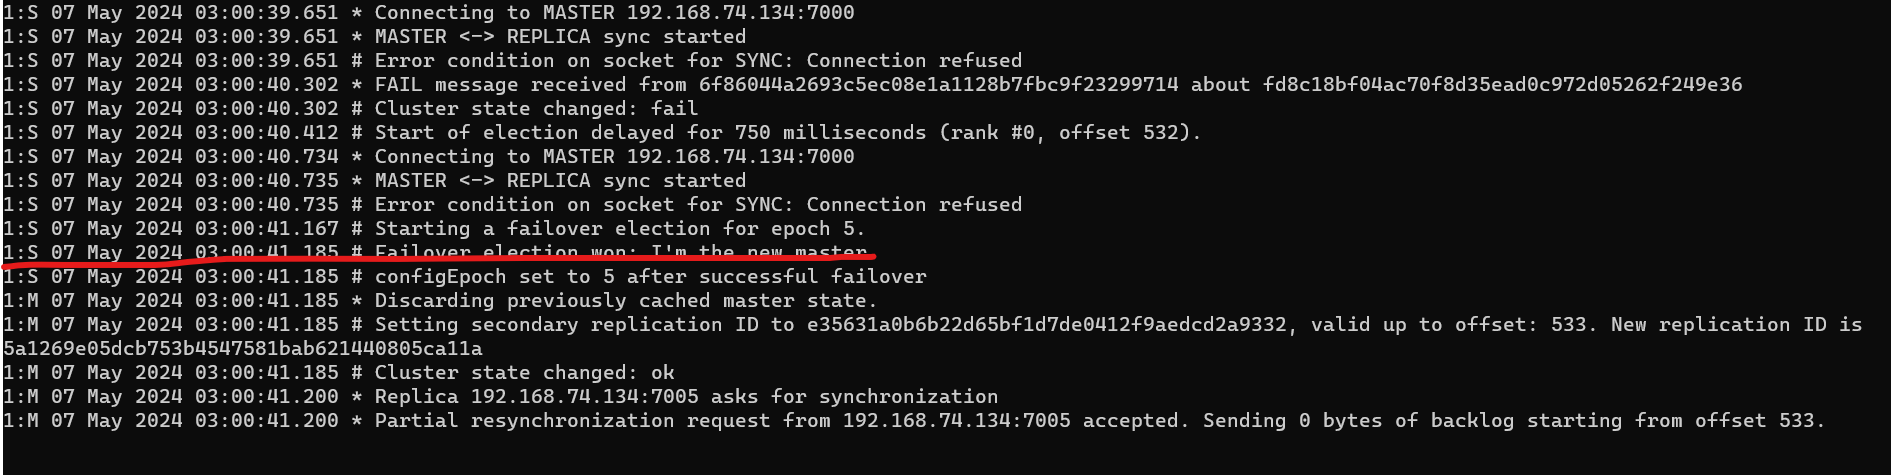 1:S 07 May 2024 03:00:39.651 * Connecting to MASTER 192.168.74.134:7000
1:S 07 May 2024 03:00:39.651 * MASTER <-> REPLICA sync started
1:S 07 May 2024 03:00:39.651 # Error condition on socket for SYNC: Connection refused
1:S 07 May 2024 03:00:40.302 * FAIL message received from 6f86044a2693c5ec08e1a1128b7fbc9f23299714 about fd8c18bf04ac70f8d35ead0c972d05262f249e36
1:S 07 May 2024 03:00:40.302 # Cluster state changed: fail
1:S 07 May 2024 03:00:40.412 # Start of election delayed for 750 milliseconds (rank #0, offset 532).
1:S 07 May 2024 03:00:40.734 * Connecting to MASTER 192.168.74.134:7000
1:S 07 May 2024 03:00:40.735 * MASTER <-> REPLICA sync started
1:S 07 May 2024 03:00:40.735 # Error condition on socket for SYNC: Connection refused
1:S 07 May 2024 03:00:41.167 # Starting a failover election for epoch 5.
1:S 07 May 2024 03:00:41.185 # Failover election won: I'm the new master.
1:S 07 May 2024 03:00:41.185 # configEpoch set to 5 after successful failover
1:M 07 May 2024 03:00:41.185 * Discarding previously cached master state.
1:M 07 May 2024 03:00:41.185 # Setting secondary replication ID to e35631a0b6b22d65bf1d7de0412f9aedcd2a9332, valid up to offset: 533. New replication ID is
5a1269e05dcb753b4547581bab621440805ca11a
1:M 07 May 2024 03:00:41.185 # Cluster state changed: ok
1:M 07 May 2024 03:00:41.200 * Replica 192.168.74.134:7005 asks for synchronization
1:M 07 May 2024 03:00:41.200 * Partial resynchronization request from 192.168.74.134:7005 accepted. Sending 0 bytes of backlog starting from offset 533.